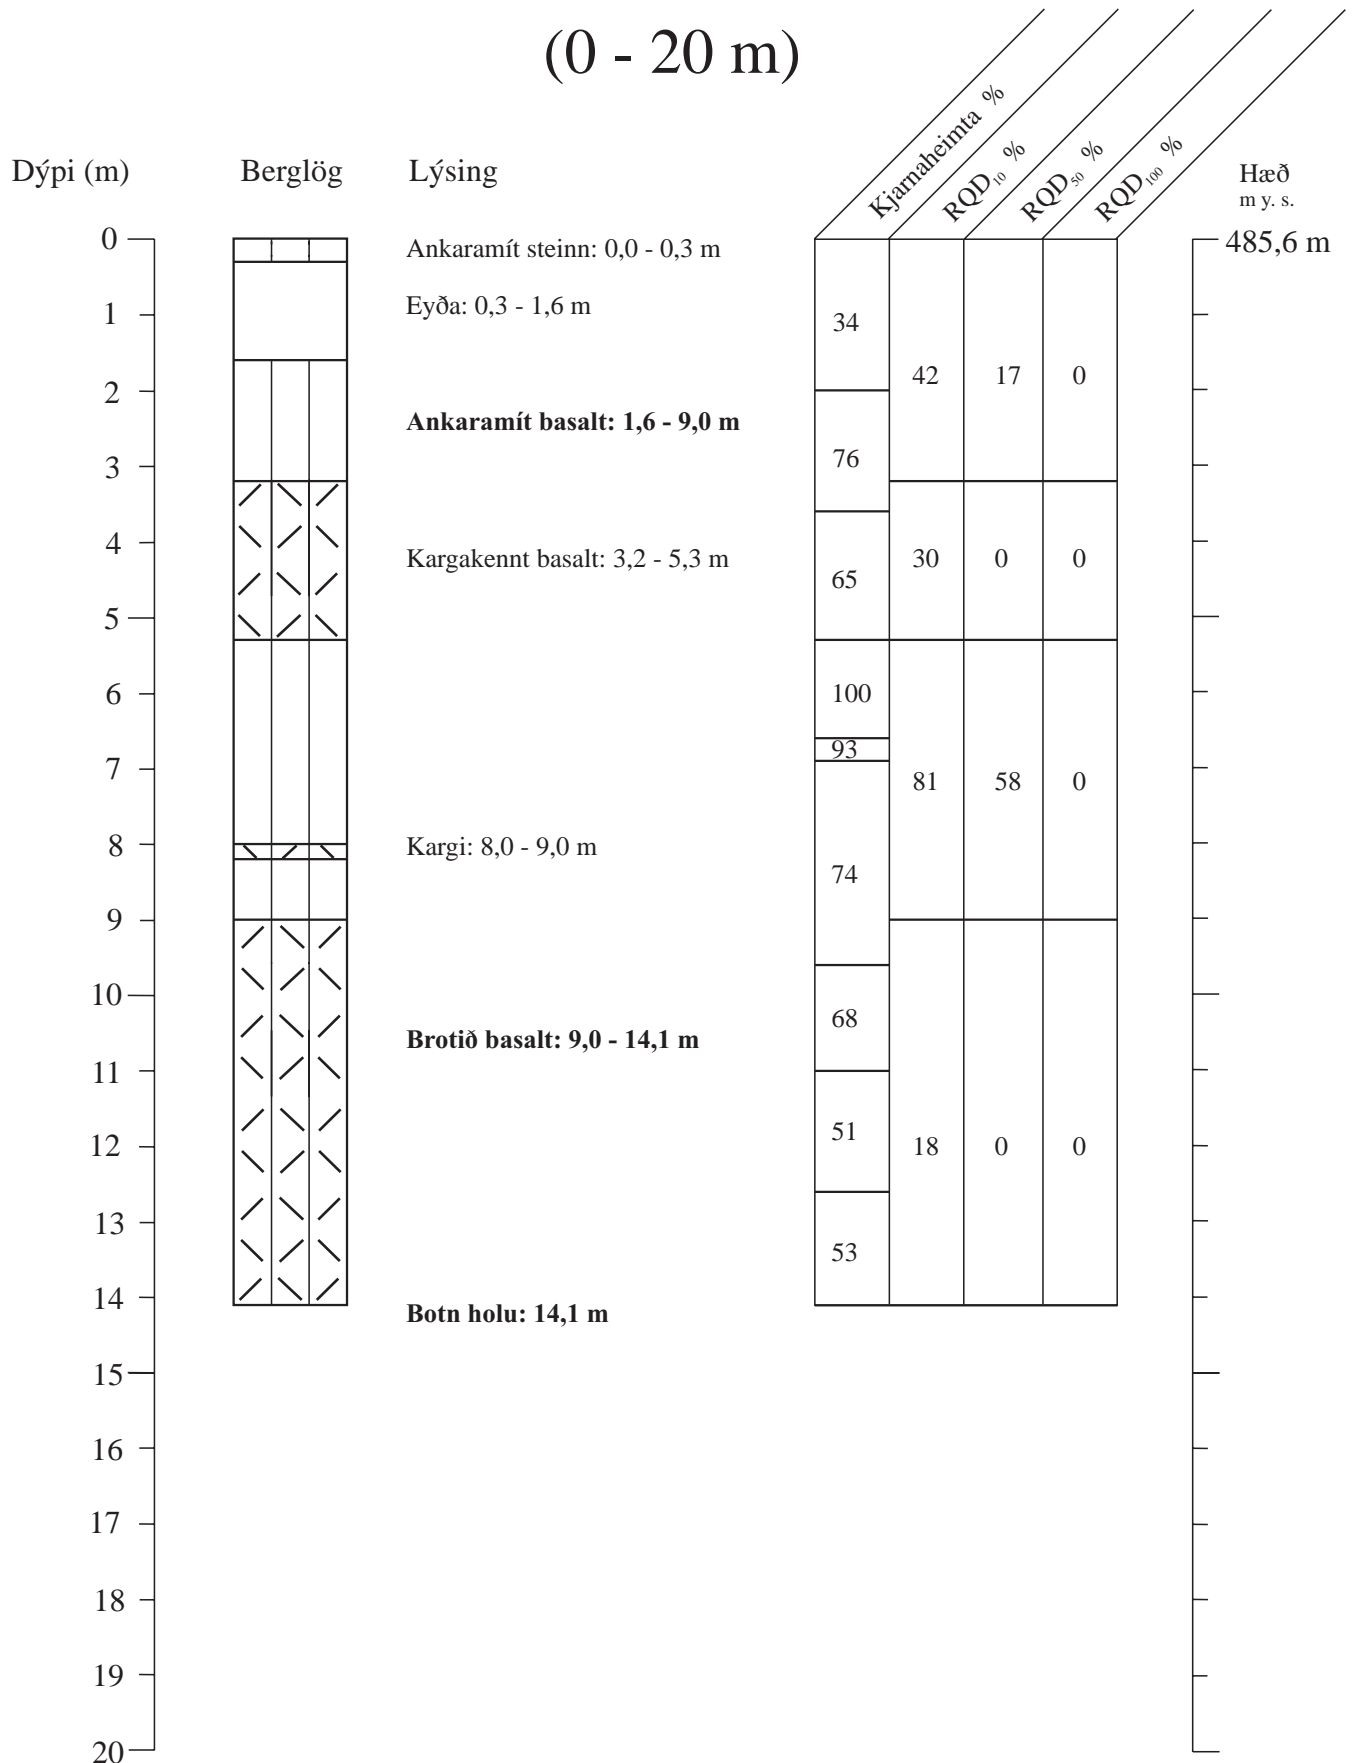 (0 - 20 m)
Kjarnaheimta %
RQD10 %
RQD50 %
RQD100 %
Dýpi (m)
Berglög
Lýsing
Hæð
m y. s.
0
Ankaramít steinn: 0,0 - 0,3 m
485,6 m
Eyða: 0,3 - 1,6 m
1
34
42 17 0
2
Ankaramít basalt: 1,6 - 9,0 m
76
3
4
Kargakennt basalt: 3,2 - 5,3 m
30 0 0
65
5
6
100
93
7
81 58 0
8
Kargi: 8,0 - 9,0 m
74
9
10
68
Brotið basalt: 9,0 - 14,1 m
11
51
12
18 0 0
13
53
14
Botn holu: 14,1 m
15
16
17
18
19
20